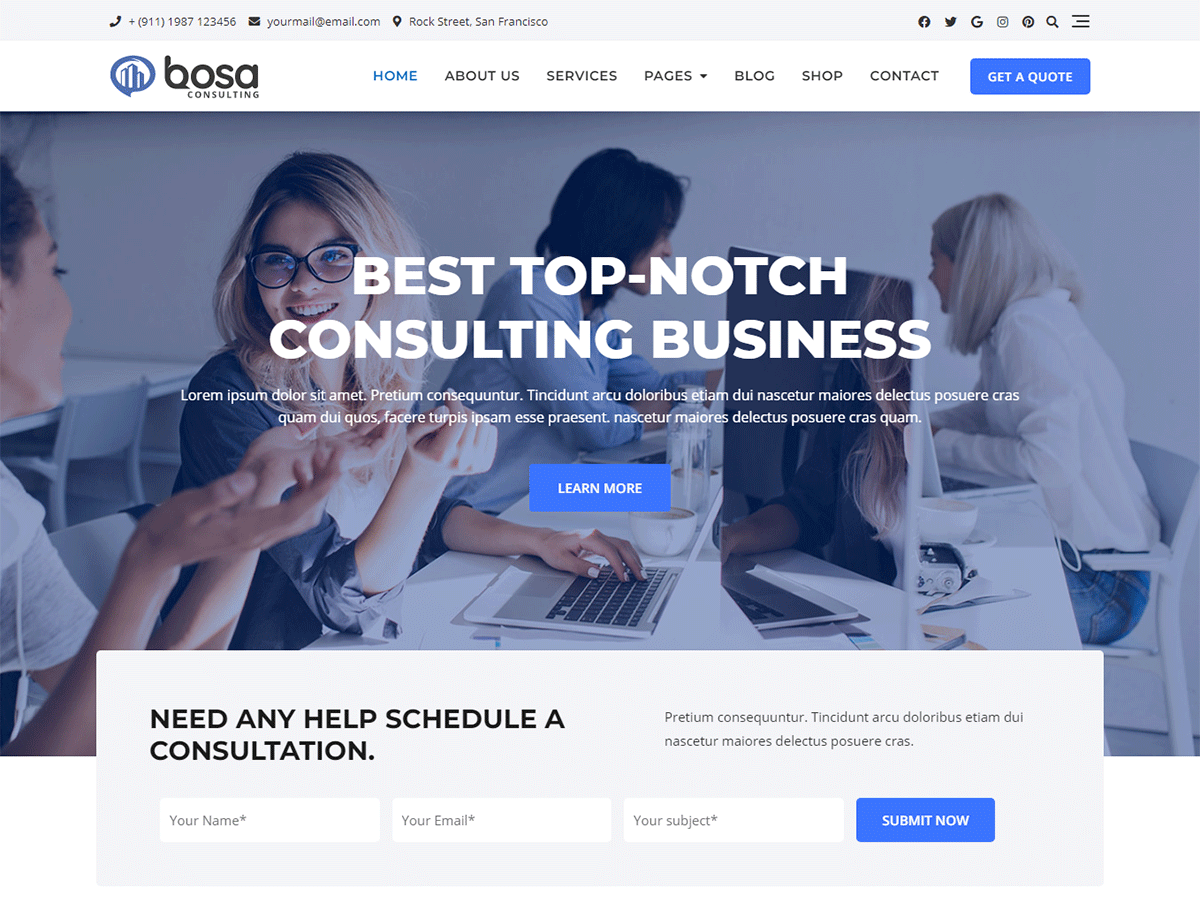 + (911) 1987 123456 yourmail@email.com Rock Street, San Francisco
bosa
CONSULTING
HOME ABOUT US SERVICES PAGES BLOG SHOP CONTACT GET A QUOTE
BEST TOP-NOTCH
CONSULTING BUSINESS
Lorem ipsum dolor sit amet. Pretium consequuntur. Tincidunt arcu doloribus etiam dui nascetur maiores delectus posuere cras
quam dui quos, facere turpis ipsam esse praesent. nascetur maiores delectus posuere cras quam.
LEARN MORE
NEED ANY HELP SCHEDULE A
CONSULTATION.
Pretium consequuntur. Tincidunt arcu doloribus etiam dui
nascetur maiores delectus posuere cras.
Your Name* Your Email* Your subject* SUBMIT NOW